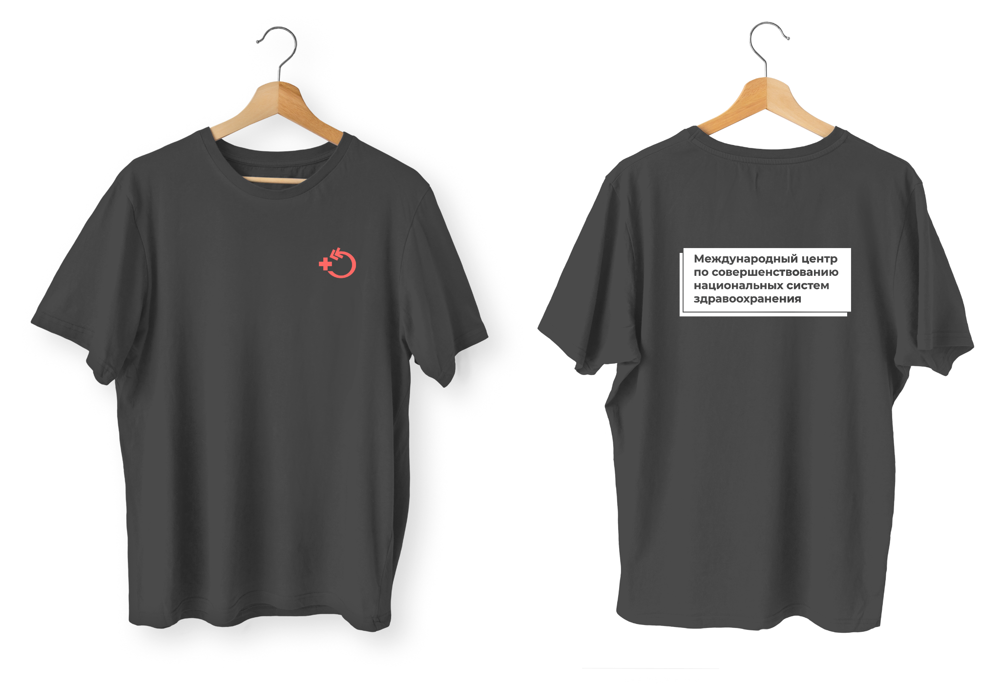 Международный центр
по совершенствованию
национальных систем
здравоохранения